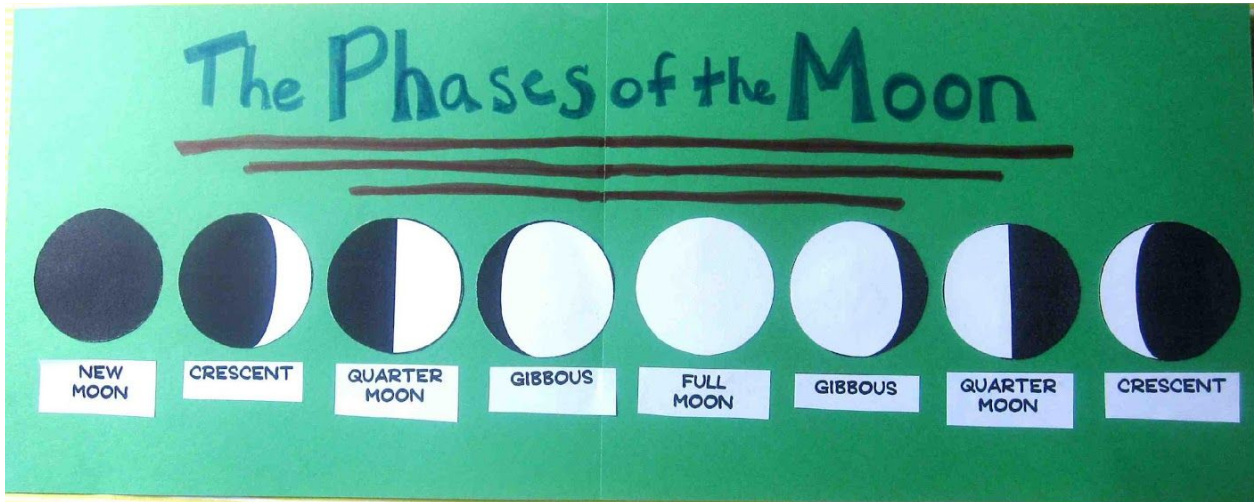 The Phases of the Moon
NEW
MOON
CRESCENT
QUARTER
MOON
GIBBOUS
FULL
MOON
GIBBOUS
QUARTER
MOON
CRESCENT